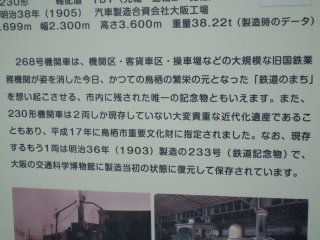 230形
明治38年（1905） 汽車製造合資会社大阪工場
.699m 幅2.300m 高さ3.600m 重量38.22t（製造時のデータ）
268号機関車は、機関区・客貨車区・操車場などの大規模な旧国鉄業
務機関が姿を消した今日、かつての鳥栖の繁栄の元となった「鉄道のまち」
を想い起こさせる、市内に残された唯一の記念物ともいえます。また、
230形機関車は2両しか現存していない大変貴重な近代化遺産であるこ
ともあり、平成17年に鳥栖市重要文化財に指定されました。なお、現存
するもう1両は明治36年（1903）製造の233号（鉄道記念物）で、
大阪の交通科学博物館に製造当初の状態に復元して保存されています。